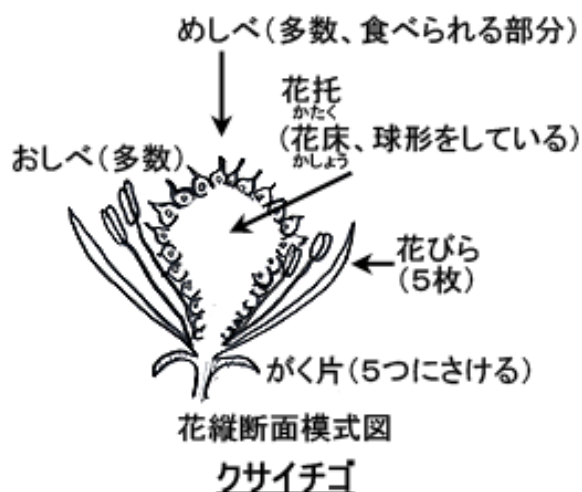 めしべ(多数、食べられる部分)
花托
かたく
(花床、球形をしている)
かしょう
おしべ(多数)
花びら
(5枚)
がく片(5つにさける)
花縦断面模式図
クサイチゴ